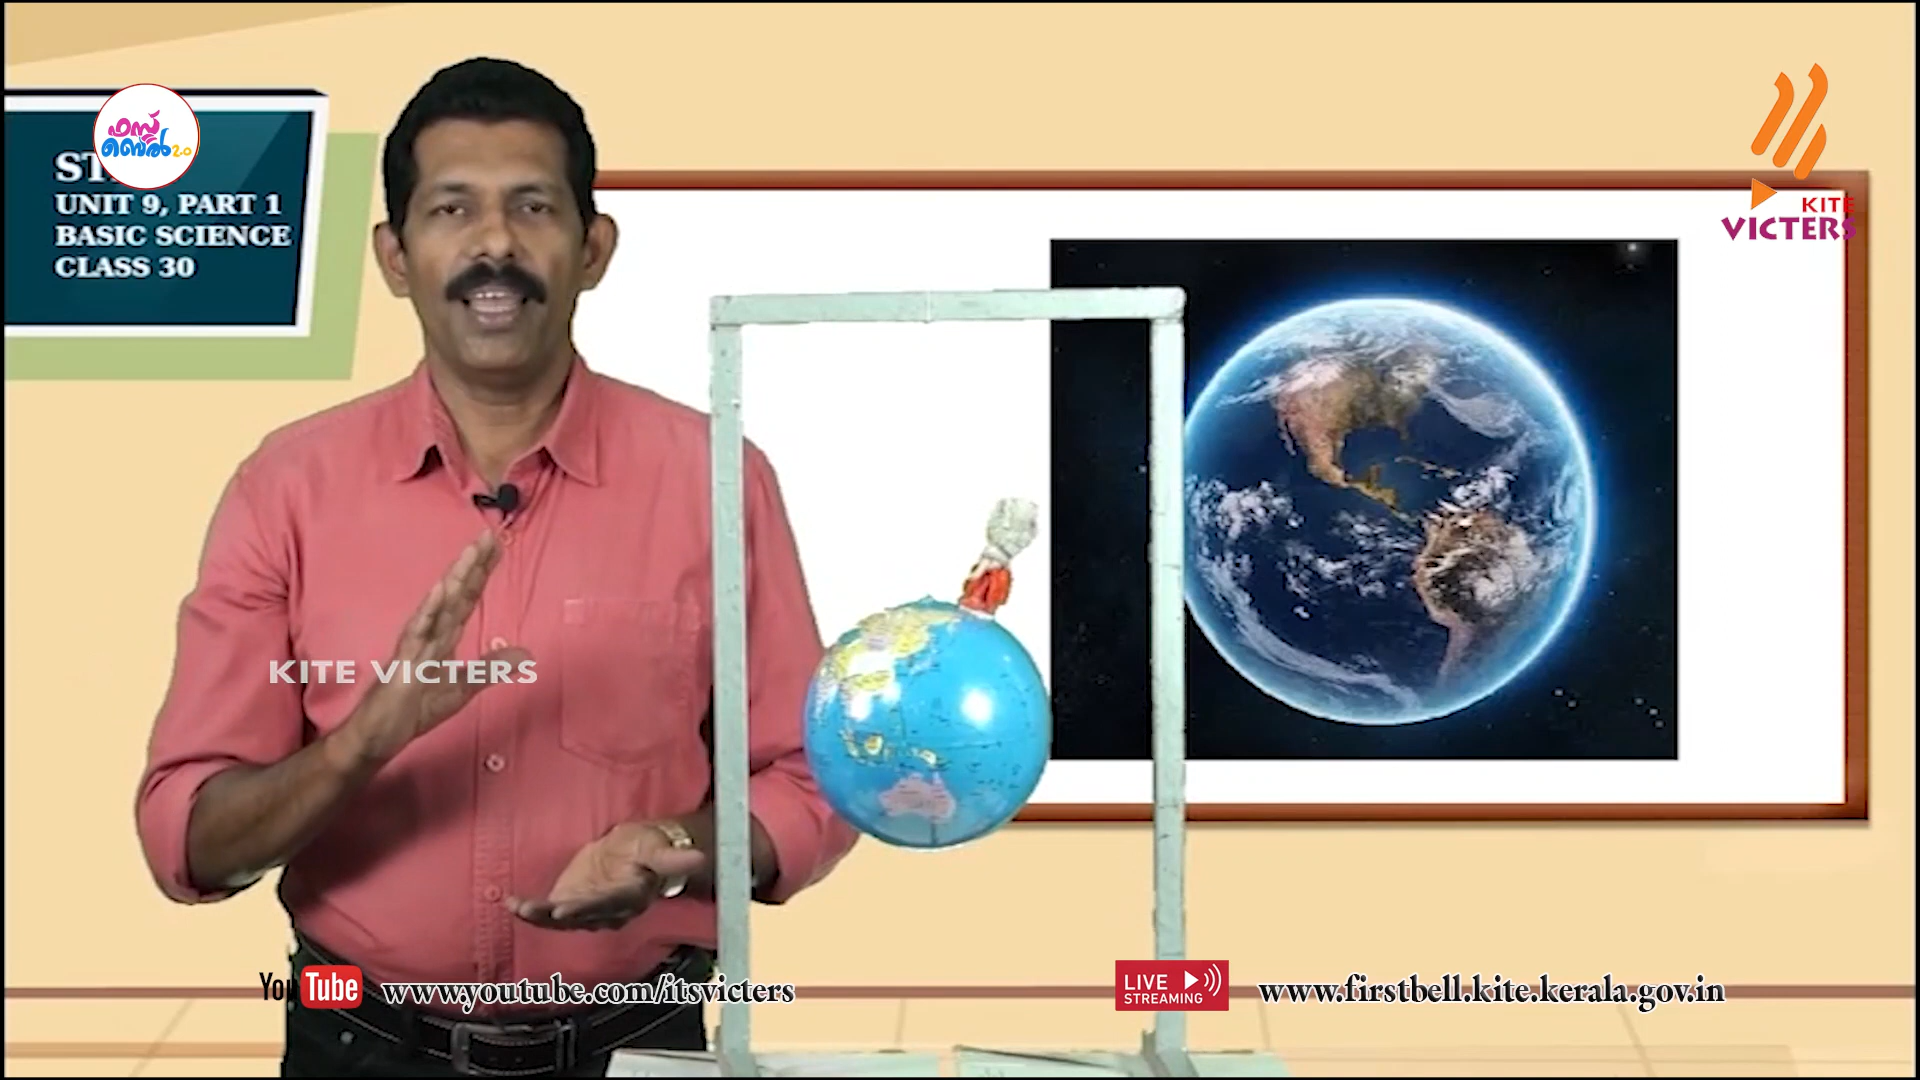 ഫസ്റ്റ്
ബെൽ 2.0
UNIT 9, PART 1
BASIC SCIENCE
CLASS 30
KITE
VICTERS
KITE VICTERS
YouTube www.youtube.com/itsvicters
LIVE
STREAMING
www.firstbell.kite.kerala.gov.in